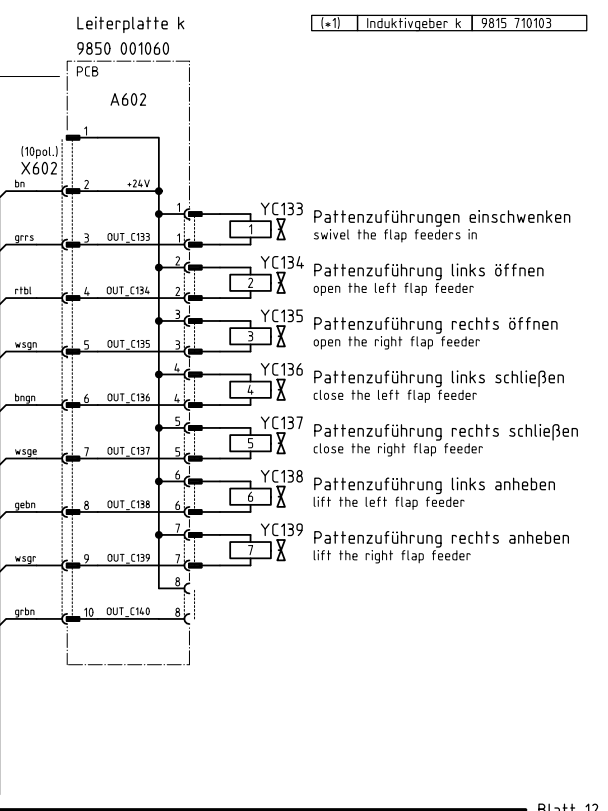 Leiterplatte k
9850 001060
(*1) Induktivgeber k 9815 710103
PCB
A602
1
(10pol.)
X602
bn 2 +24V
1 YC133
1
Pattenzuführungen einschwenken
swivel the flap feeders in
grrs 3 OUT_C133 1
2 YC134
2
Pattenzuführung links öffnen
open the left flap feeder
rtbl 4 OUT_C134 2
3 YC135
3
Pattenzuführung rechts öffnen
open the right flap feeder
wsgn 5 OUT_C135 3
4 YC136
4
Pattenzuführung links schließen
close the left flap feeder
bngn 6 OUT_C136 4
5 YC137
5
Pattenzuführung rechts schließen
close the right flap feeder
wsge 7 OUT_C137 5
6 YC138
6
Pattenzuführung links anheben
lift the left flap feeder
gebn 8 OUT_C138 6
7 YC139
7
Pattenzuführung rechts anheben
lift the right flap feeder
wsgr 9 OUT_C139 7
8
grbn 10 OUT_C140 8
Blatt 12